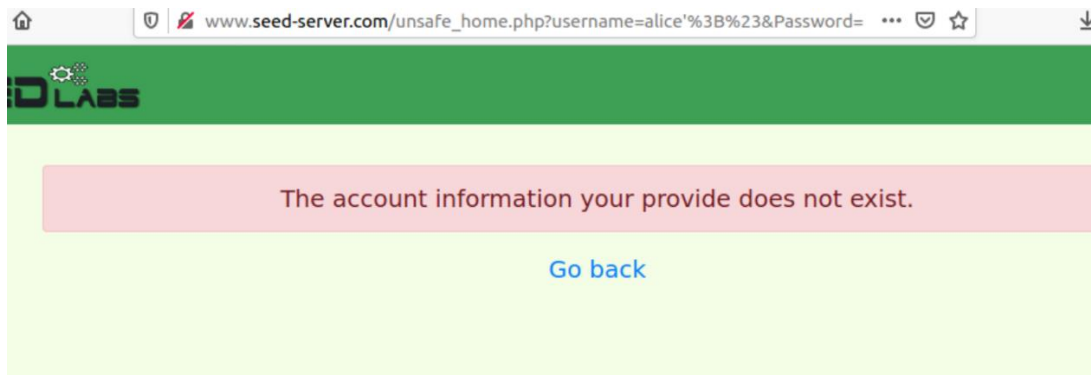 www.seed-server.com/unsafe_home.php?username=alice'%3B%23&Password=
ED LABS
The account information your provide does not exist.
Go back